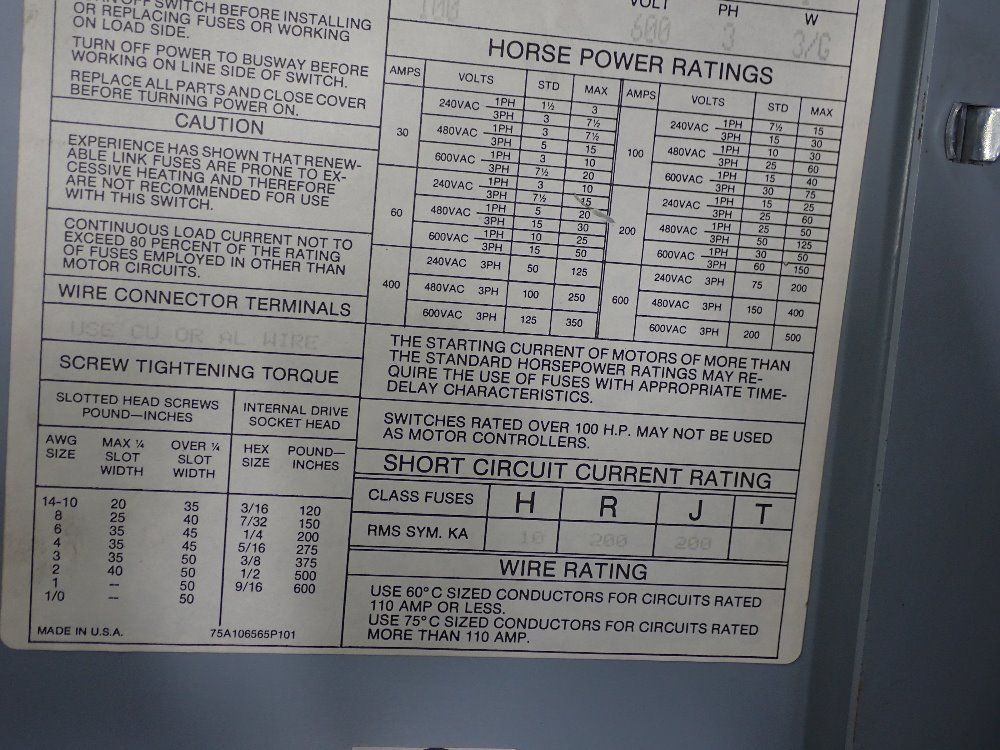 SWITCH BEFORE INSTALLING
OR REPLACING FUSES OR WORKING
ON LOAD SIDE.
TURN OFF POWER TO BUSWAY BEFORE
WORKING ON LINE SIDE OF SWITCH.
REPLACE ALL PARTS AND CLOSE COVER
BEFORE TURNING POWER ON.
CAUTION
EXPERIENCE HAS SHOWN THAT RENEW-
ABLE LINK FUSES ARE PRONE TO EX-
CESSIVE HEATING AND THEREFORE
ARE NOT RECOMMENDED FOR USE
WITH THIS SWITCH.
CONTINUOUS LOAD CURRENT NOT TO
EXCEED 80 PERCENT OF THE RATING
OF FUSES EMPLOYED IN OTHER THAN
MOTOR CIRCUITS.
WIRE CONNECTOR TERMINALS
USE CU OR AL WIRE
SCREW TIGHTENING TORQUE
SLOTTED HEAD SCREWS
POUND—INCHES
INTERNAL DRIVE
SOCKET HEAD
AWG SIZE MAX ¼ SLOT WIDTH OVER ¼ SLOT WIDTH HEX SIZE POUND— INCHES
14-10 20 35 3/16 120
8 25 40 7/32 150
6 35 45 1/4 200
4 35 45 5/16 275
3 35 50 3/8 375
2 40 50 1/2 500
1 -- 50 9/16 600
1/0 -- 50
MADE IN U.S.A. 75A106565P101
100 VOLT PH W
600 3 3/G
HORSE POWER RATINGS
AMPS VOLTS STD MAX
30 240VAC 1PH 1½ 3
3PH 3 7½
480VAC 1PH 3 7½
3PH 5 15
600VAC 1PH 3 10
3PH 7½ 20
60 240VAC 1PH 3 10
3PH 7½ 15
480VAC 1PH 5 20
3PH 15 30
600VAC 1PH 10 25
3PH 15 50
400 240VAC 3PH 50 125
480VAC 3PH 100 250
600VAC 3PH 125 350
AMPS VOLTS STD MAX
100 240VAC 1PH 7½ 15
3PH 15 30
480VAC 1PH 10 30
3PH 25 60
600VAC 1PH 15 40
3PH 30 75
200 240VAC 1PH 15 25
3PH 25 60
480VAC 1PH 25 50
3PH 50 125
600VAC 1PH 30 50
3PH 60 150
600 240VAC 3PH 75 200
480VAC 3PH 150 400
600VAC 3PH 200 500
THE STARTING CURRENT OF MOTORS OF MORE THAN
THE STANDARD HORSEPOWER RATINGS MAY RE-
QUIRE THE USE OF FUSES WITH APPROPRIATE TIME-
DELAY CHARACTERISTICS.
SWITCHES RATED OVER 100 H.P. MAY NOT BE USED
AS MOTOR CONTROLLERS.
SHORT CIRCUIT CURRENT RATING
CLASS FUSES H R J T
RMS SYM. KA 10 200 200
WIRE RATING
USE 60°C SIZED CONDUCTORS FOR CIRCUITS RATED
110 AMP OR LESS.
USE 75°C SIZED CONDUCTORS FOR CIRCUITS RATED
MORE THAN 110 AMP.